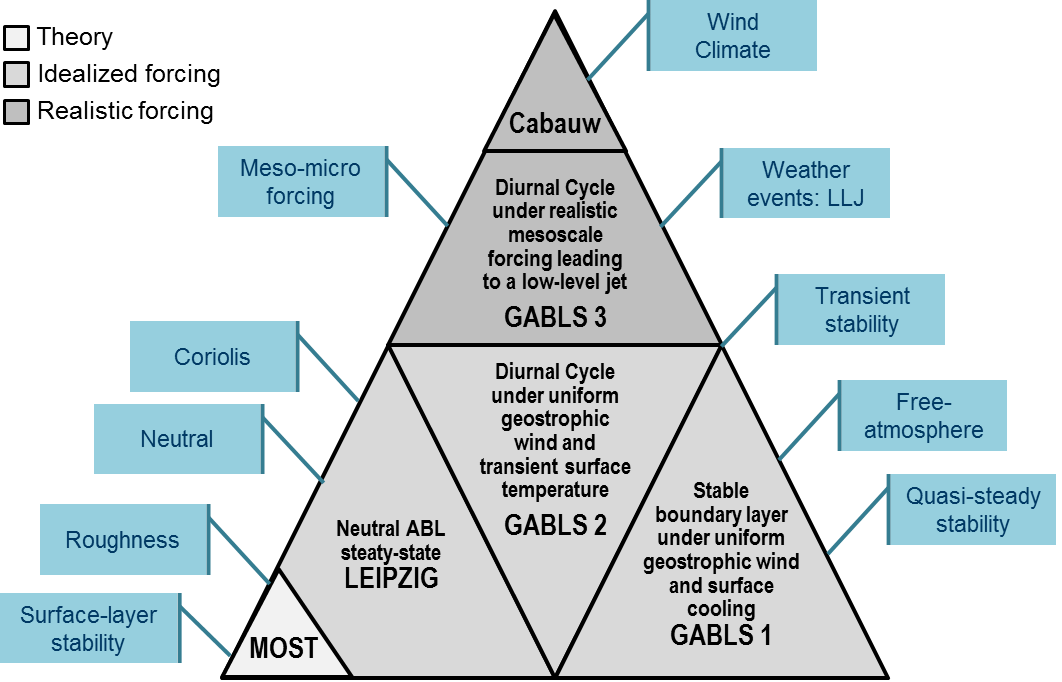 Theory
Idealized forcing
Realistic forcing
Wind
Climate
Cabauw
Meso-micro
forcing
Weather
events: LLJ
Diurnal Cycle
under realistic
mesoscale
forcing leading
to a low-level jet
GABLS 3
Transient
stability
Coriolis
Diurnal Cycle
under uniform
geostrophic
wind and
transient surface
temperature
GABLS 2
Free-
atmosphere
Neutral
Quasi-steady
stability
Stable
boundary layer
under uniform
geostrophic wind
and surface
cooling
GABLS 1
Roughness
Neutral ABL
steaty-state
LEIPZIG
Surface-layer
stability
MOST